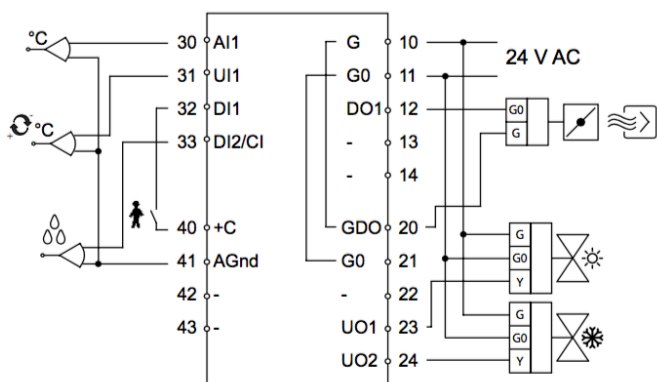 °C
30 AI1 G 10
24 V AC
31 UI1 G0 11
32 DI1 DO1 12
G0
G
°C
33 DI2/CI - 13
- 14
40 +C GDO 20
41 AGnd G0 21
G
G0
Y
42 - - 22
43 - UO1 23
G
G0
Y
UO2 24